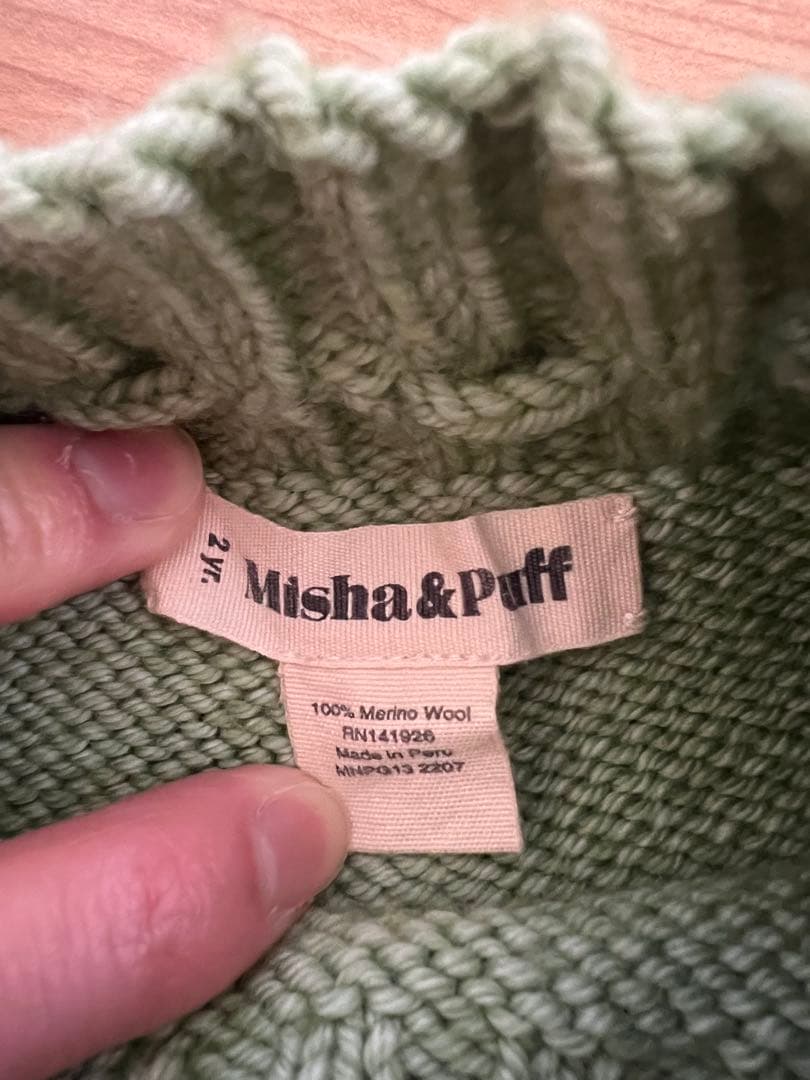 2 yr.
Misha&Puff
100% Merino Wool
RN141926
Made in Peru
MNPG13 2207